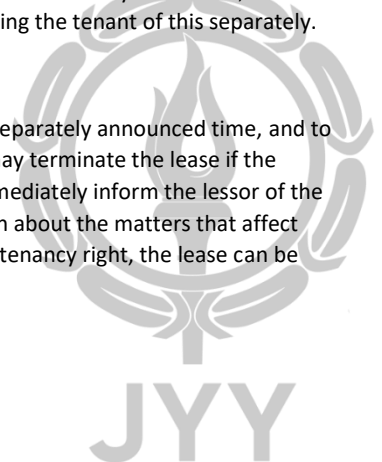 ing the tenant of this separately.
eparately announced time, and to
ay terminate the lease if the
mediately inform the lessor of the
n about the matters that affect
tenancy right, the lease can be
JYY